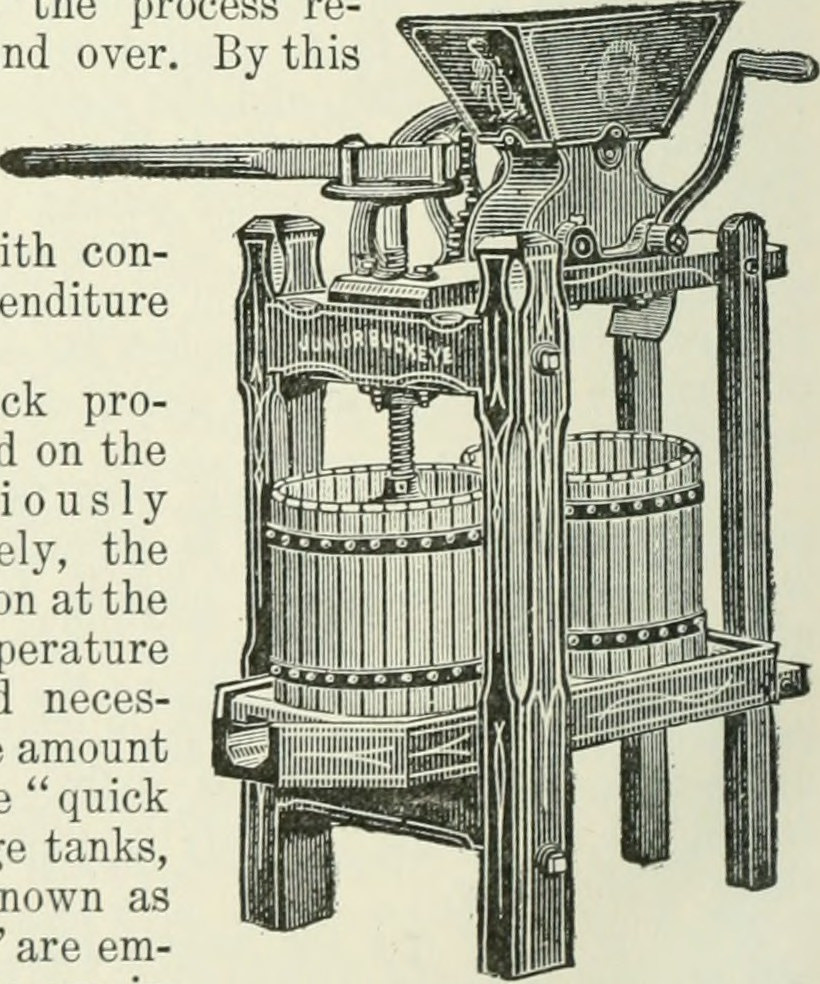 the process re-
nd over. By this
ith con-
enditure
ck pro-
d on the
iously
ely, the
on at the
perature
d neces-
e amount
e “quick
ge tanks,
nown as
’ are em-
JUNIOR BUCKEYE